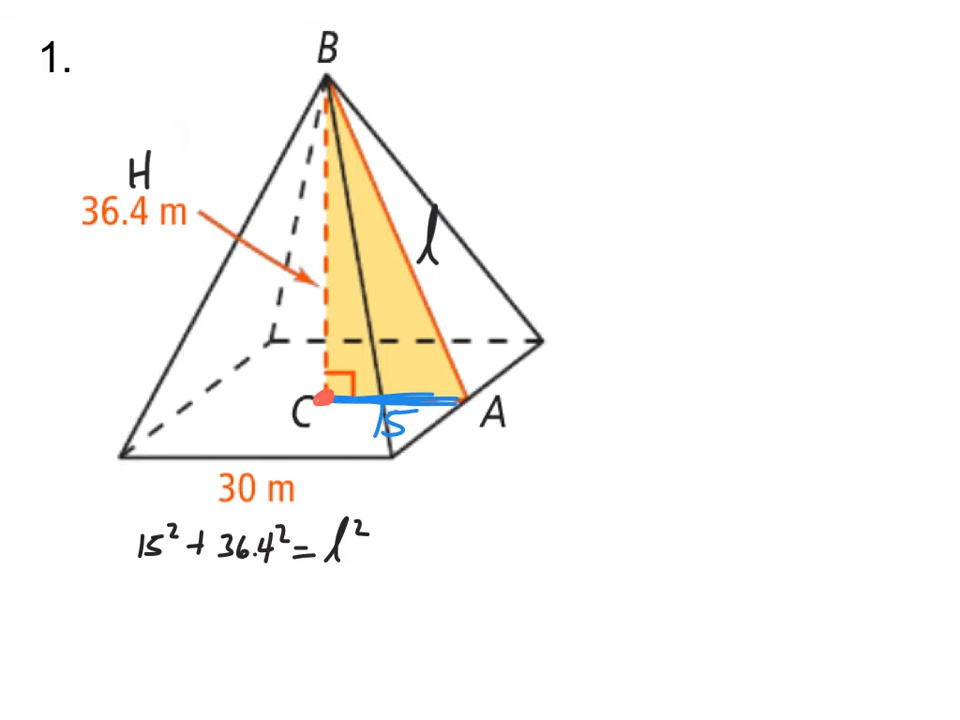 1.
B
H
36.4 m
l
C
15
A
30 m
15² + 36.4² = l²